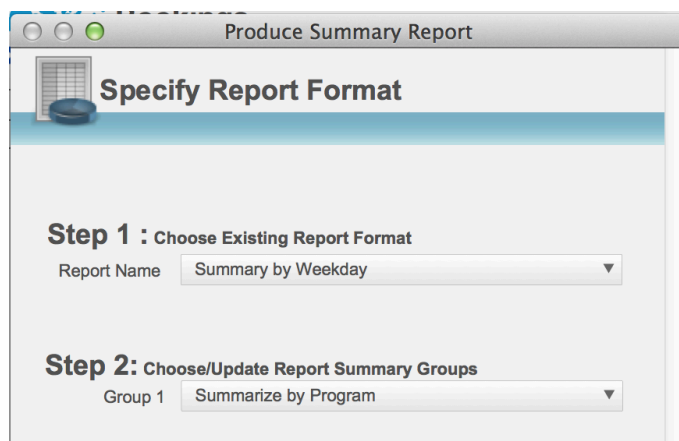 Produce Summary Report
Specify Report Format
Step 1 : Choose Existing Report Format
Report Name Summary by Weekday
Step 2: Choose/Update Report Summary Groups
Group 1 Summarize by Program